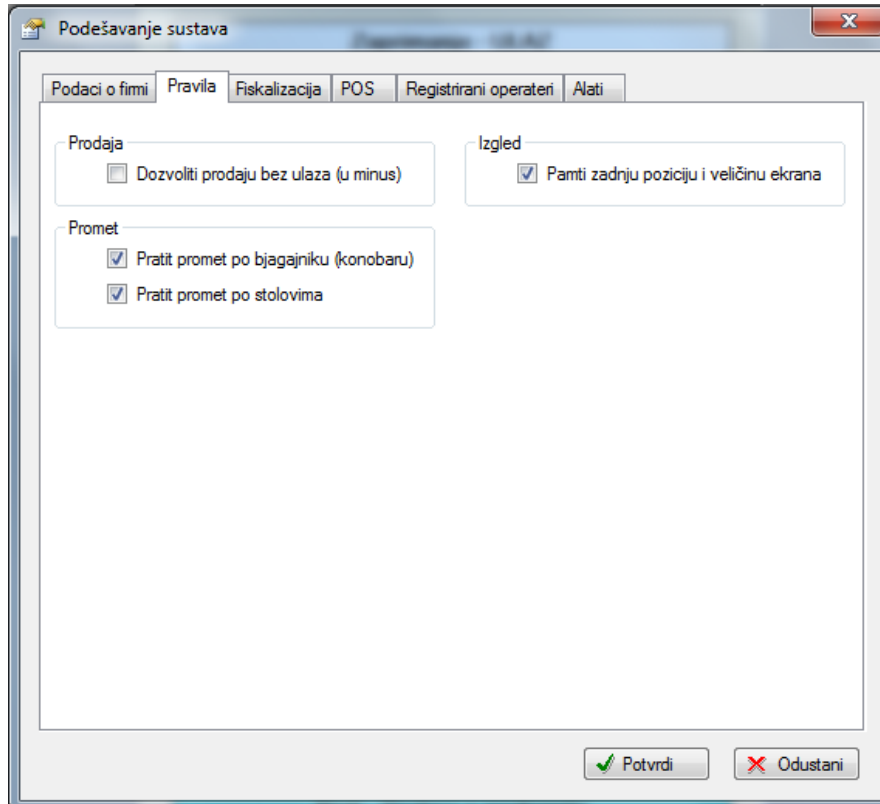 Podešavanje sustava
Podaci o firmi
Pravila
Fiskalizacija
POS
Registrirani operateri
Alati
Prodaja
Dozvoliti prodaju bez ulaza (u minus)
Izgled
Pamti zadnju poziciju i veličinu ekrana
Promet
Pratit promet po bjagajniku (konobaru)
Pratit promet po stolovima
Potvrdi
Odustani